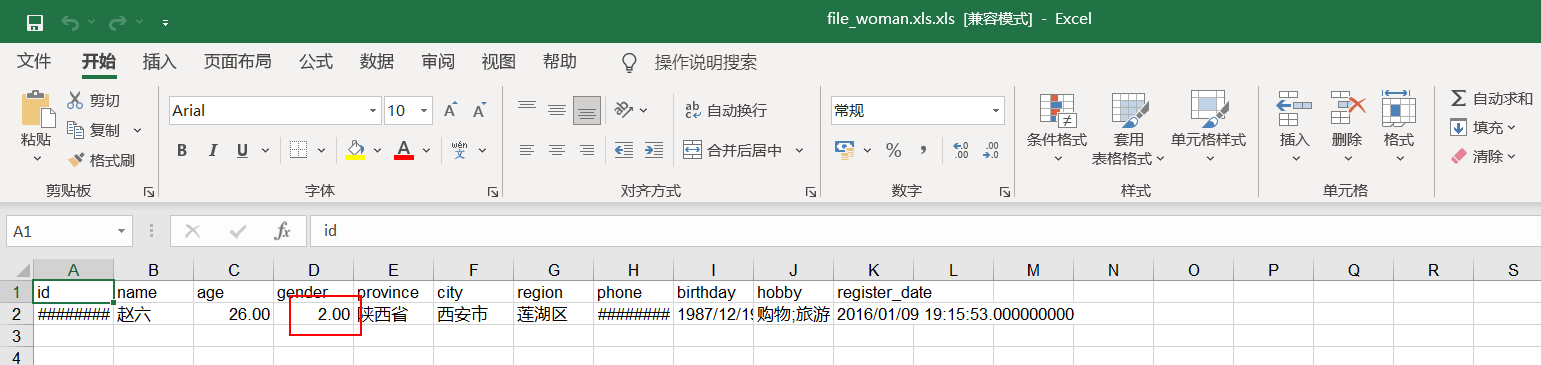 file_woman.xls.xls [兼容模式] - Excel
文件 开始 插入 页面布局 公式 数据 审阅 视图 帮助 操作说明搜索
粘贴 剪切 复制 格式刷 剪贴板
Arial 10 A A
B I U A wén 文 字体
ab c 自动换行
合并后居中 对齐方式
常规
% , .0 .00 .00 .0 数字
条件格式 套用 表格格式 单元格样式 样式
插入 删除 格式 单元格
自动求和
填充
清除
A1 fx id
A B C D E F G H I J K L M N O P Q R S
1 id name age gender province city region phone birthday hobby register_date
2 ######## 赵六 26.00 2.00 陕西省 西安市 莲湖区 ######## 1987/12/19 购物;旅游 2016/01/09 19:15:53.000000000
3
4